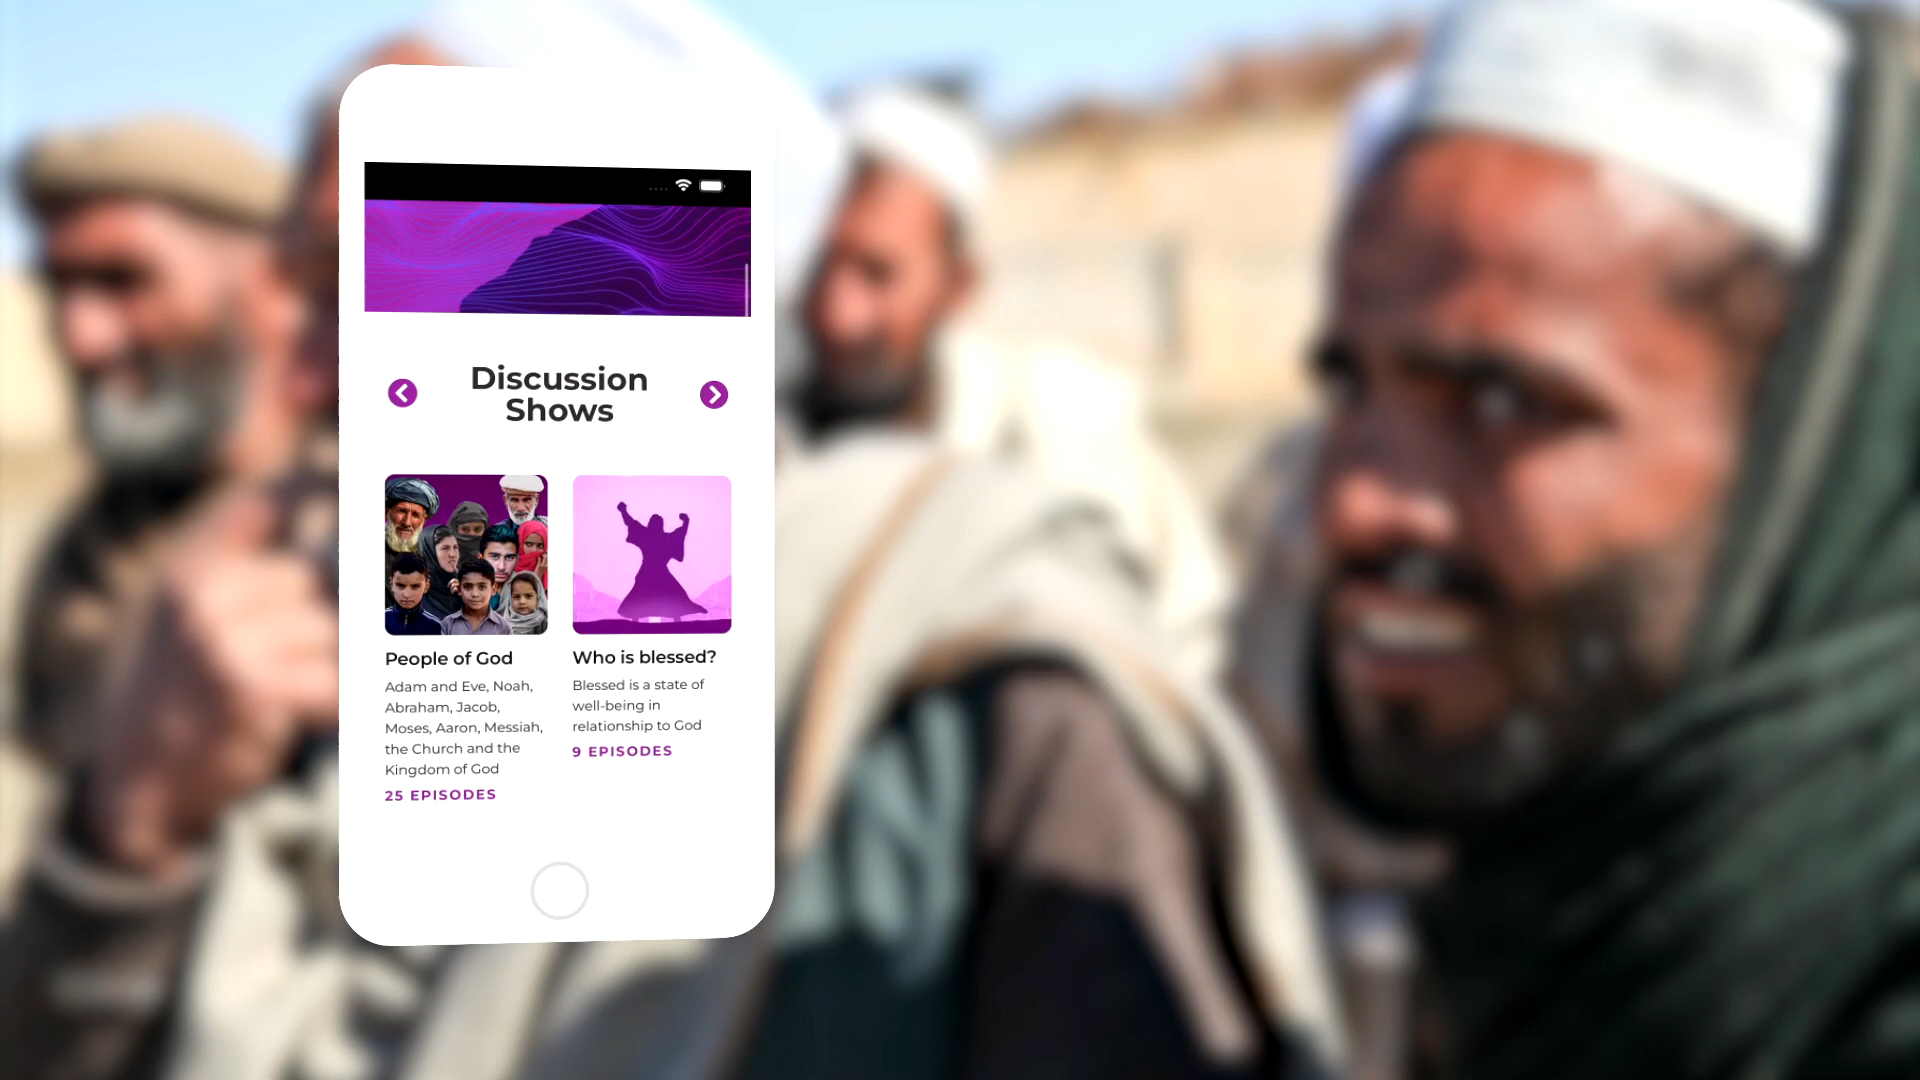 Discussion
Shows
People of God
Adam and Eve, Noah,
Abraham, Jacob,
Moses, Aaron, Messiah,
the Church and the
Kingdom of God
25 EPISODES
Who is blessed?
Blessed is a state of
well-being in
relationship to God
9 EPISODES